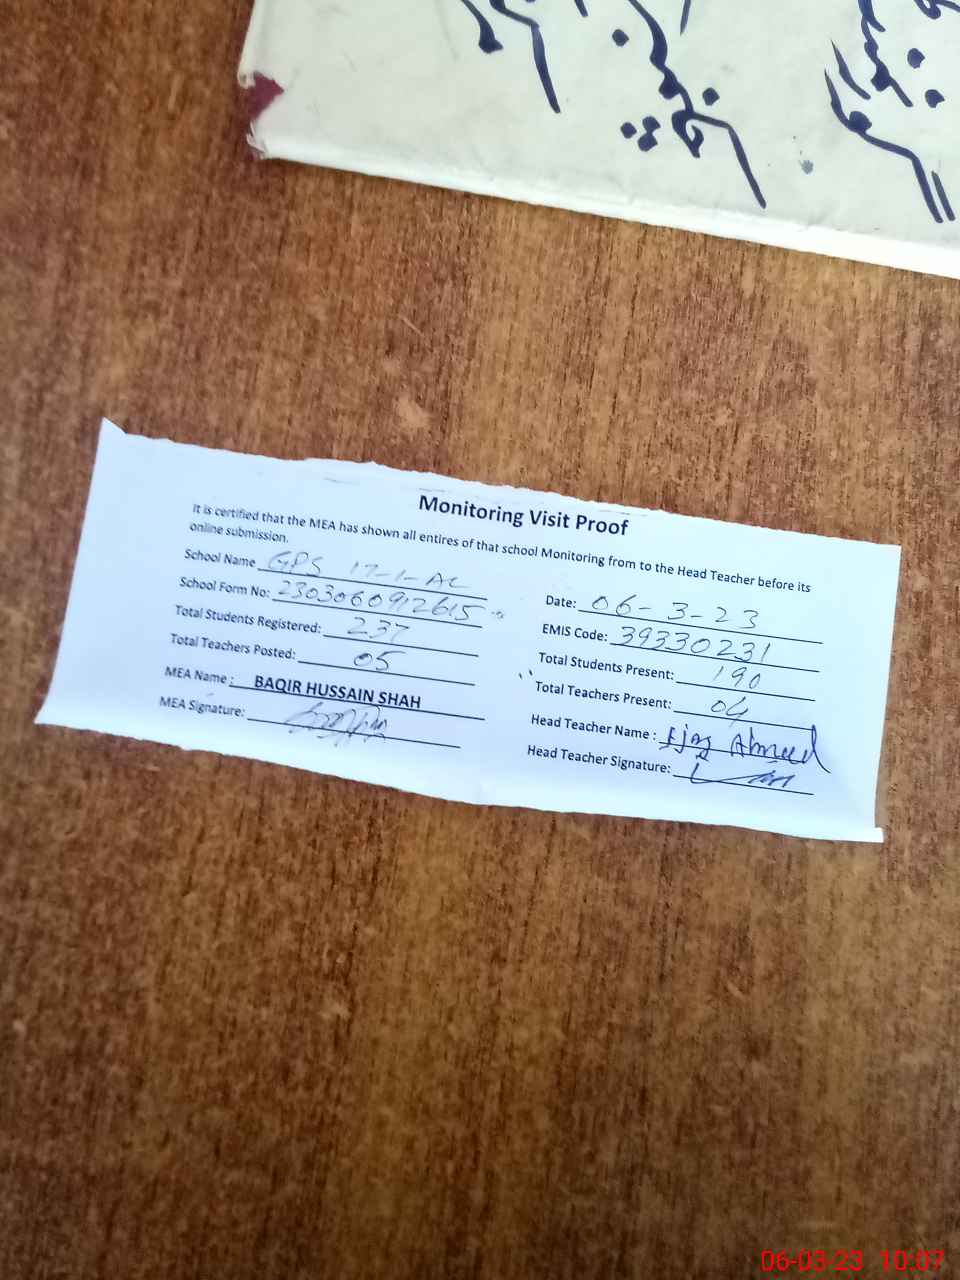 Monitoring Visit Proof
It is certified that the MEA has shown all entires of that school Monitoring from to the Head Teacher before its
online submission.
School Name GPS 17-1-AL
Date: 06-3-23
School Form No: 2303060912615
EMIS Code: 39330231
Total Students Registered: 237
Total Students Present: 190
Total Teachers Posted: 05
Total Teachers Present: 04
MEA Name : BAQIR HUSSAIN SHAH
Head Teacher Name : Ejaz Ahmed
MEA Signature:
Head Teacher Signature:
06-03-23 10:07